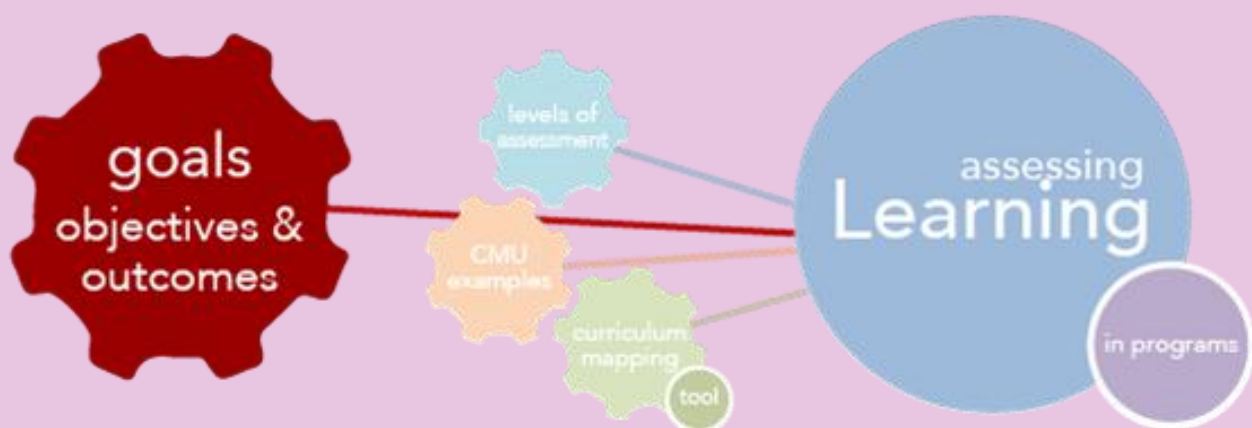 goals
objectives &
outcomes
levels of
assessment
CMU
examples
curriculum
mapping
tool
assessing
Learning
in programs